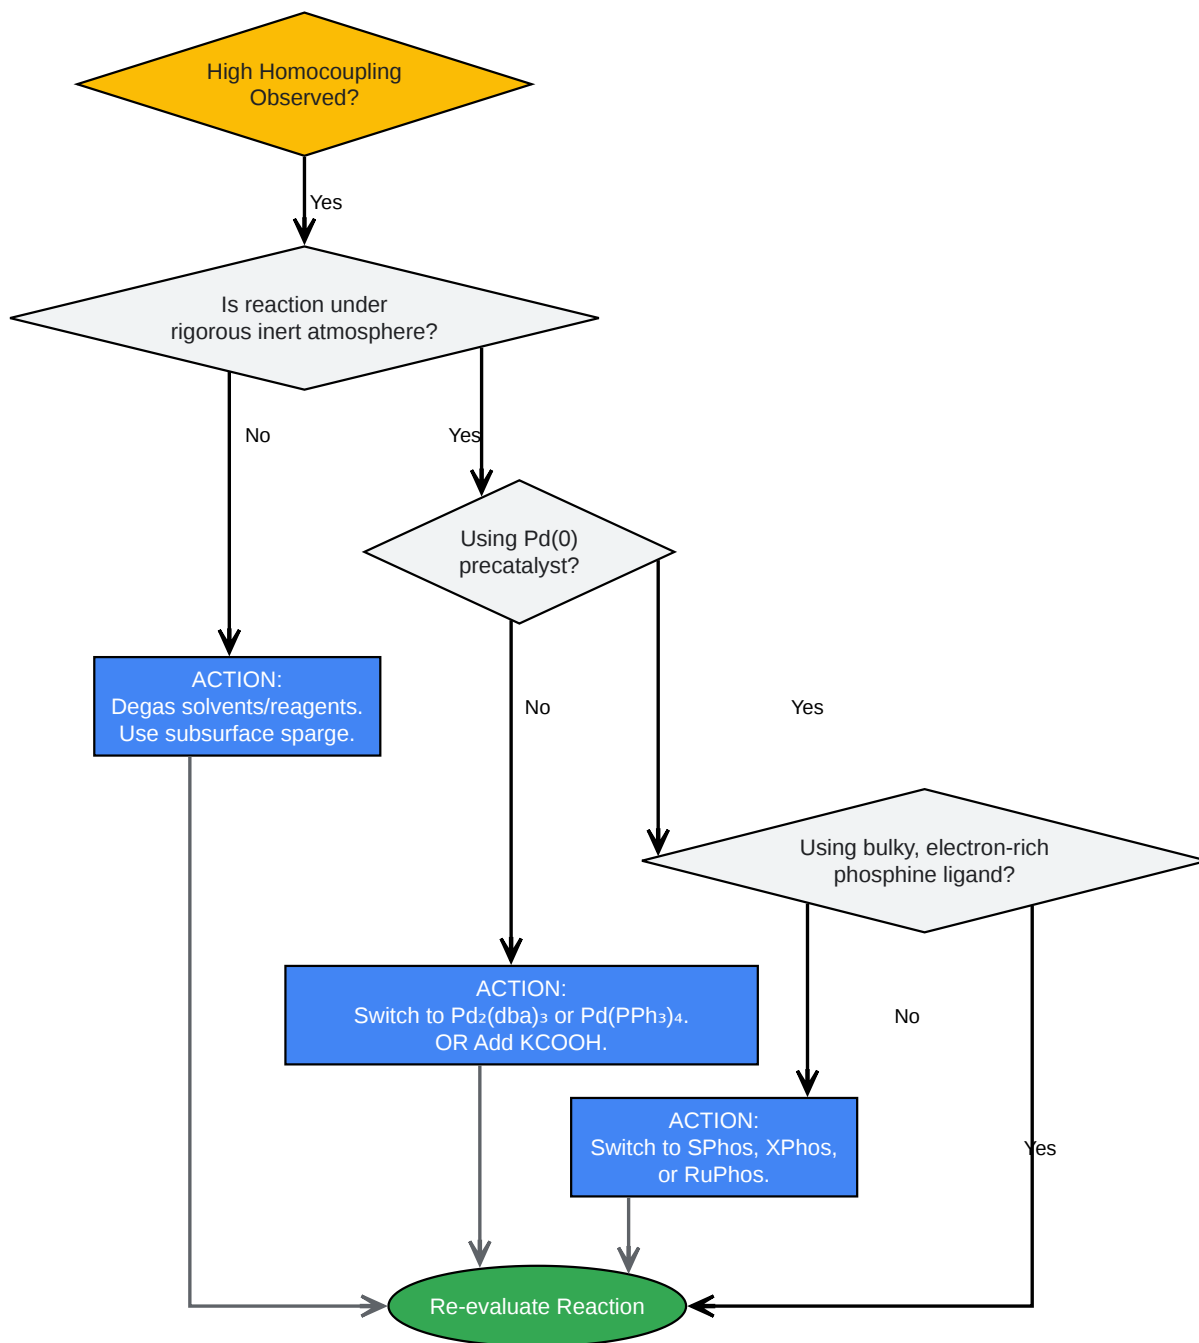 High Homocoupling
Observed?
Yes
Is reaction under
rigorous inert atmosphere?
No
Yes
Using Pd(0)
precatalyst?
ACTION:
Degas solvents/reagents.
Use subsurface sparge.
No
Yes
Using bulky, electron-rich
phosphine ligand?
ACTION:
Switch to Pd₂(dba)₃ or Pd(PPh₃)₄.
OR Add KCOOH.
No
ACTION:
Switch to SPhos, XPhos,
or RuPhos.
Yes
Re-evaluate Reaction